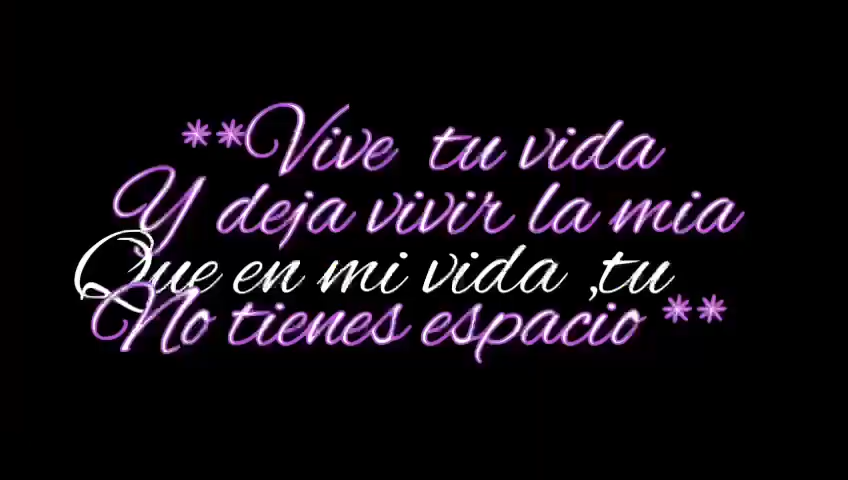 **Vive tu vida
Y deja vivir la mia
Que en mi vida ,tu
No tienes espacio **